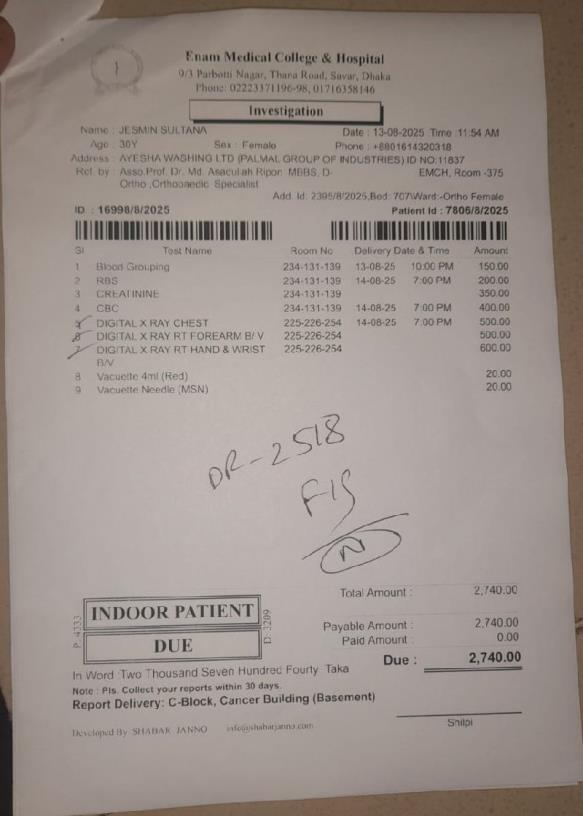 Enam Medical College & Hospital
9/3 Parbotti Nagar, Thana Road, Savar, Dhaka
Phone: 02223371196-98, 01716358146
Investigation
Name : JESMIN SULTANA Date : 13-08-2025 Time :11:54 AM
Age : 30Y Sex : Female Phone : +8801614320318
Address : AYESHA WASHING LTD (PALMAL GROUP OF INDUSTRIES) ID NO:11837
Ref. by : Asso.Prof. Dr. Md. Asaculah Ripon MBBS, D- EMCH, Room -375
Ortho ,Orthopaedic Specialist
Add. Id: 2395/8/2025,Bed: 707Ward:-Ortho Female
ID. : 16998/8/2025 Patient Id : 7806/8/2025
Sl Test Name Room No Delivery Date & Time Amount
1 Blood Grouping 234-131-139 13-08-25 10:00 PM 150.00
2 RBS 234-131-139 14-08-25 7:00 PM 200.00
3 CREATININE 234-131-139 350.00
4 CBC 234-131-139 14-08-25 7:00 PM 400.00
5 DIGITAL X RAY CHEST 225-226-254 14-08-25 7:00 PM 500.00
6 DIGITAL X RAY RT FOREARM B/ V 225-226-254 500.00
7 DIGITAL X RAY RT HAND & WRIST 225-226-254 600.00
B/V
8 Vacuette 4ml (Red) 20.00
9 Vacuette Needle (MSN) 20.00
DR-2518
F15
N
Total Amount : 2,740.00
P: 4333 INDOOR PATIENT D: 3209
DUE
Payable Amount : 2,740.00
Paid Amount : 0.00
Due : 2,740.00
In Word :Two Thousand Seven Hundred Fourty Taka
Note : Pls. Collect your reports within 30 days.
Report Delivery: C-Block, Cancer Building (Basement)
Developed By SHABAR JANNO info@shabarjanno.com
Shilpi